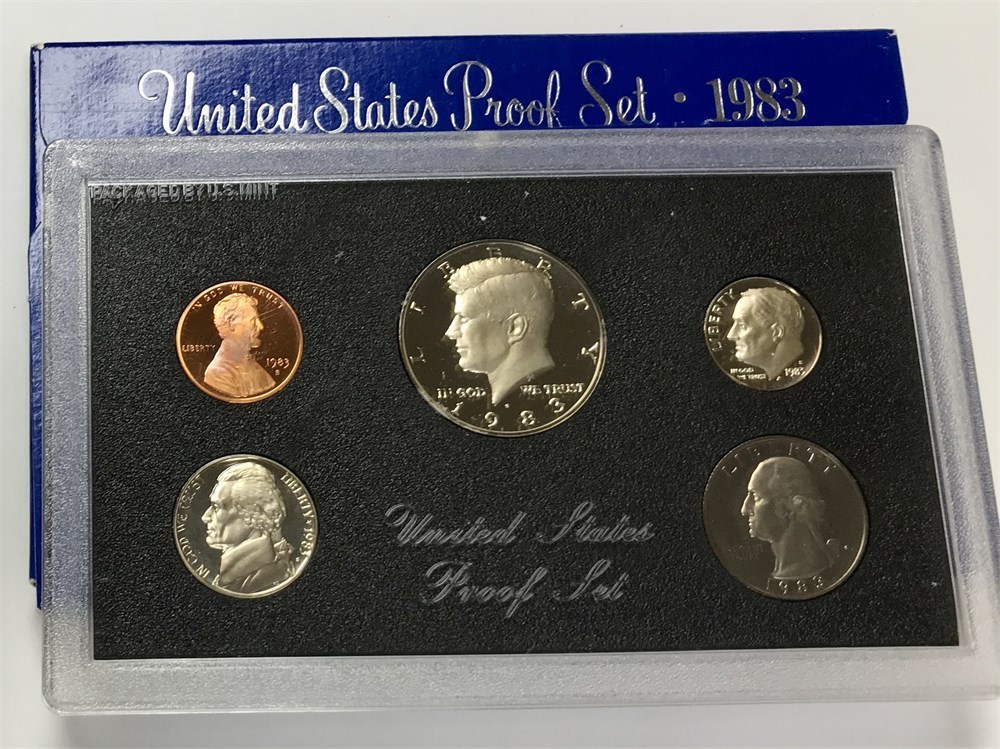 United States Proof Set · 1983
PACKAGED BY U.S. MINT
IN GOD WE TRUST
LIBERTY
1983
S
LIBERTY
IN GOD WE TRUST
1983
LIBERTY
IN GOD
WE TRUST
1983
S
IN GOD WE TRUST
LIBERTY · 1983
United States
Proof Set
LIBERTY
1983